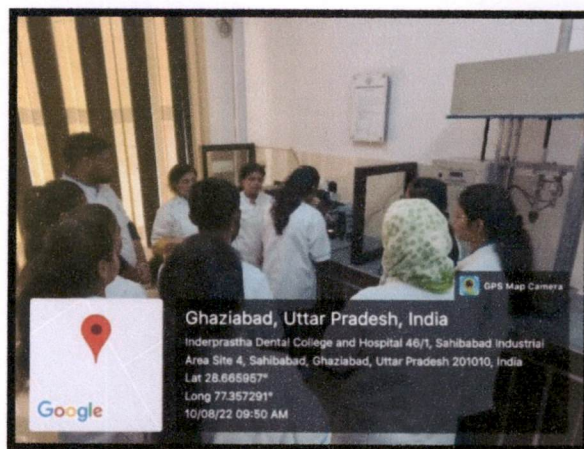 GPS Map Camera
Ghaziabad, Uttar Pradesh, India
Inderprastha Dental College and Hospital 46/1, Sahibabad Industrial
Area Site 4, Sahibabad, Ghaziabad, Uttar Pradesh 201010, India
Lat 28.665957°
Long 77.357291°
10/08/22 09:50 AM
Google